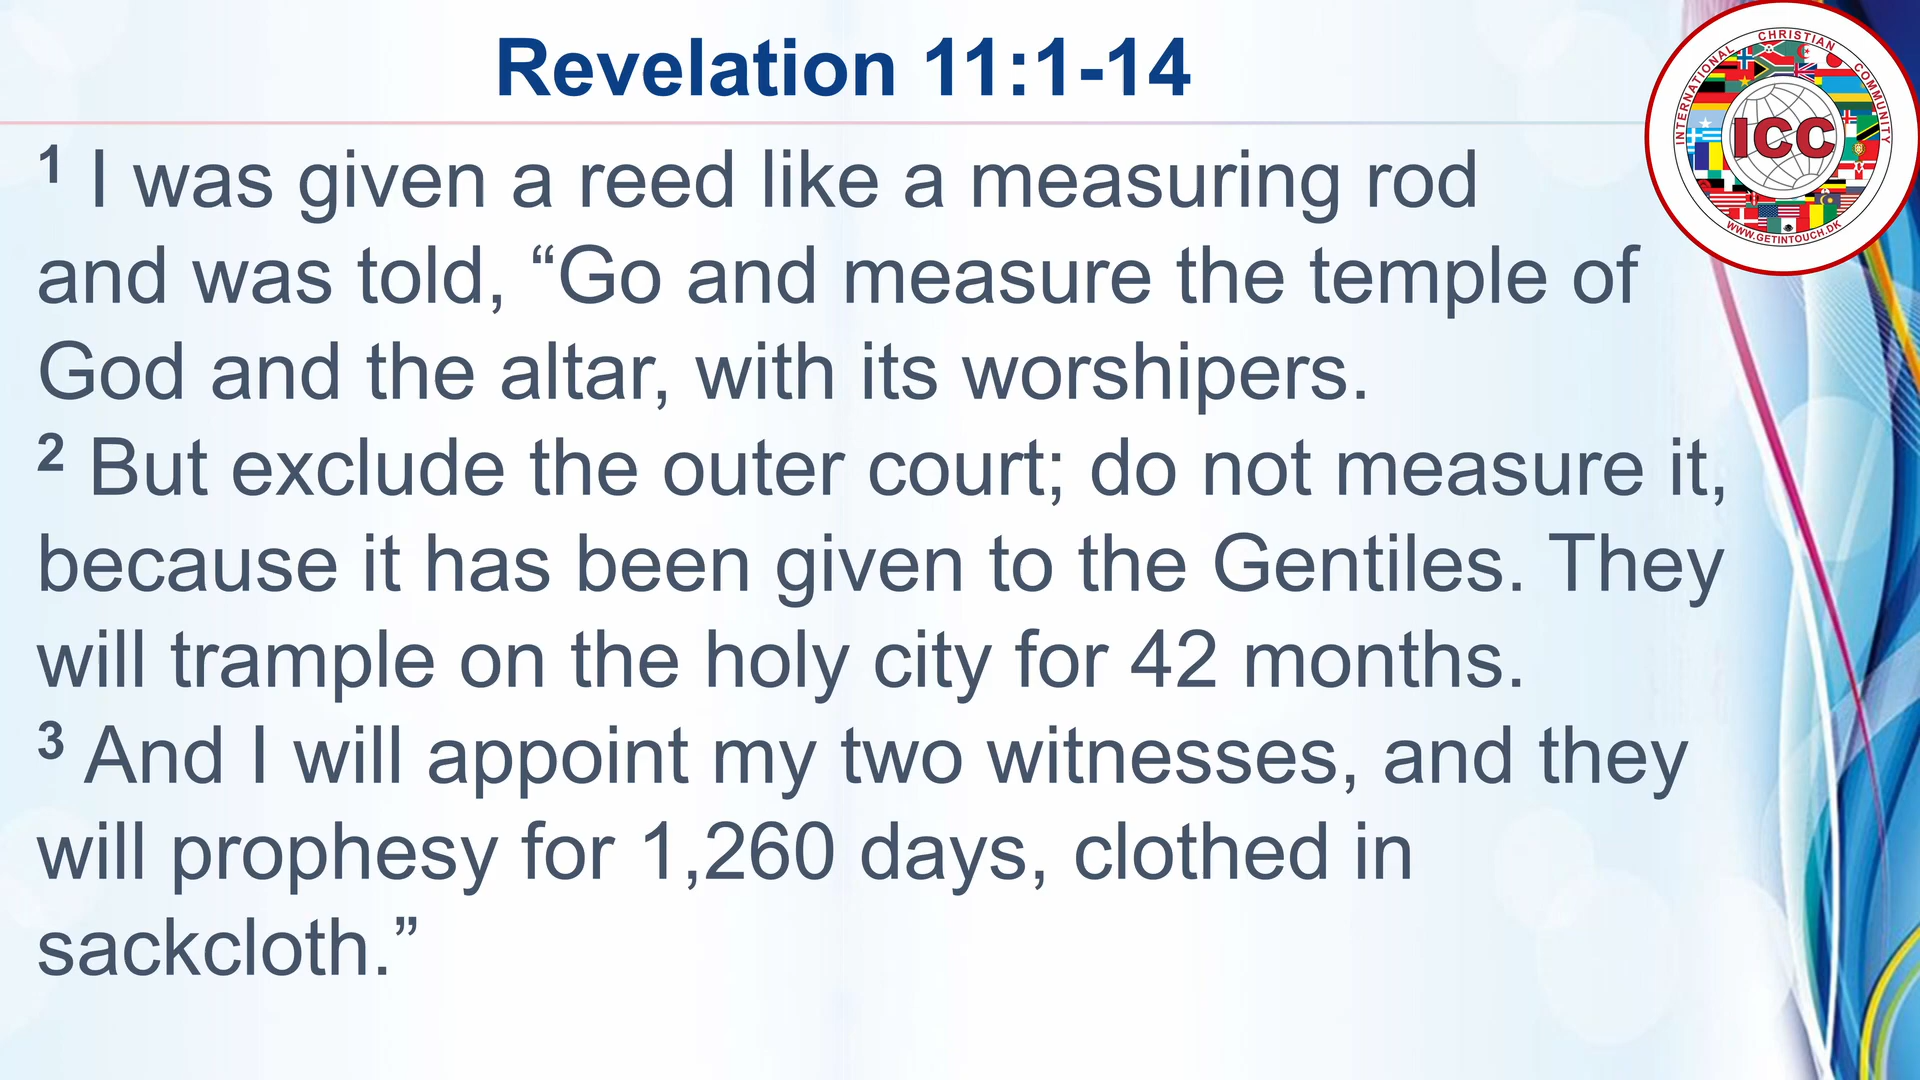 Revelation 11:1-14
INTERNATIONAL CHRISTIAN COMMUNITY
ICC
WWW.GETINTOUCH.DK
1 I was given a reed like a measuring rod
and was told, “Go and measure the temple of
God and the altar, with its worshipers.
2 But exclude the outer court; do not measure it,
because it has been given to the Gentiles. They
will trample on the holy city for 42 months.
3 And I will appoint my two witnesses, and they
will prophesy for 1,260 days, clothed in
sackcloth.”